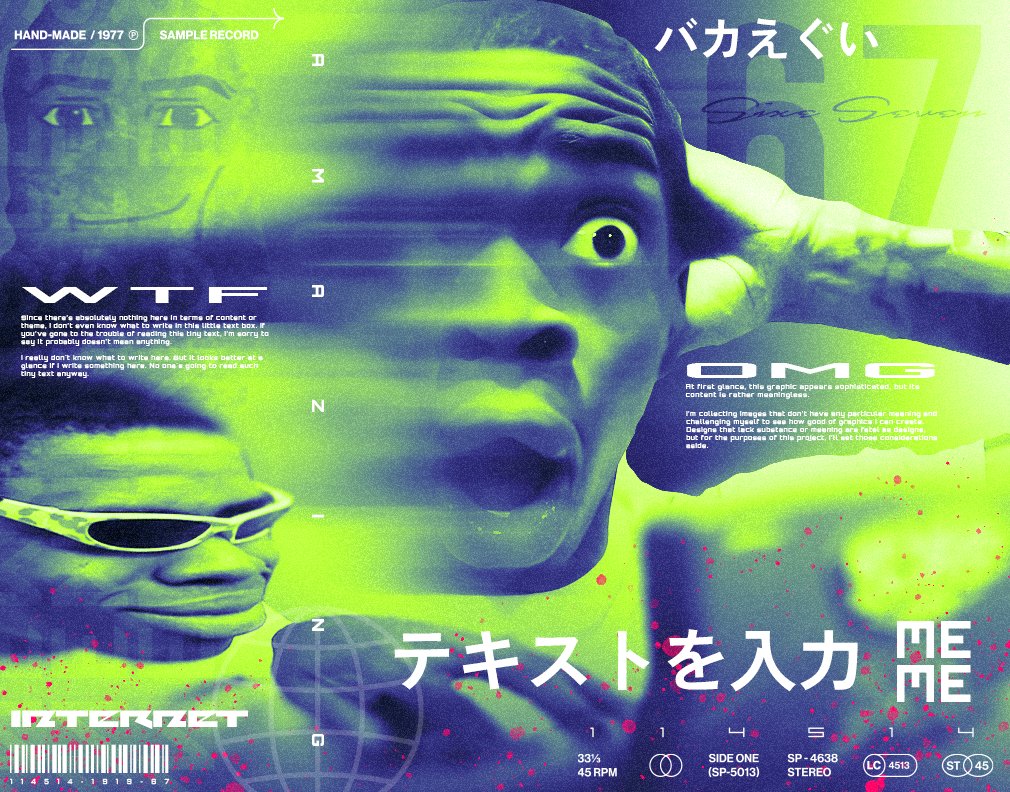 HAND-MADE / 1977 ℗ SAMPLE RECORD
バカえぐい
67
Sixx Seven
AMAZING
WTF
Since there's absolutely nothing here in terms of content or
theme, I don't even know what to write in this little text box. If
you've gone to the trouble of reading this tiny text, I'm sorry to
say it probably doesn't mean anything.
I really don't know what to write here. But it looks better at a
glance if I write something here. No one's going to read such
tiny text anyway.
OMG
At first glance, this graphic appears sophisticated, but its
content is rather meaningless.
I'm collecting images that don't have any particular meaning and
challenging myself to see how good of graphics I can create.
Designs that lack substance or meaning are fatal as designs,
but for the purposes of this project, I'll set those considerations
aside.
テキストを入力
ME
ME
INTERNET
114514-1919-67
1 1 4 5 1 4
33⅓
45 RPM
SIDE ONE
(SP-5013)
SP-4638
STEREO
LC 4513
ST 45